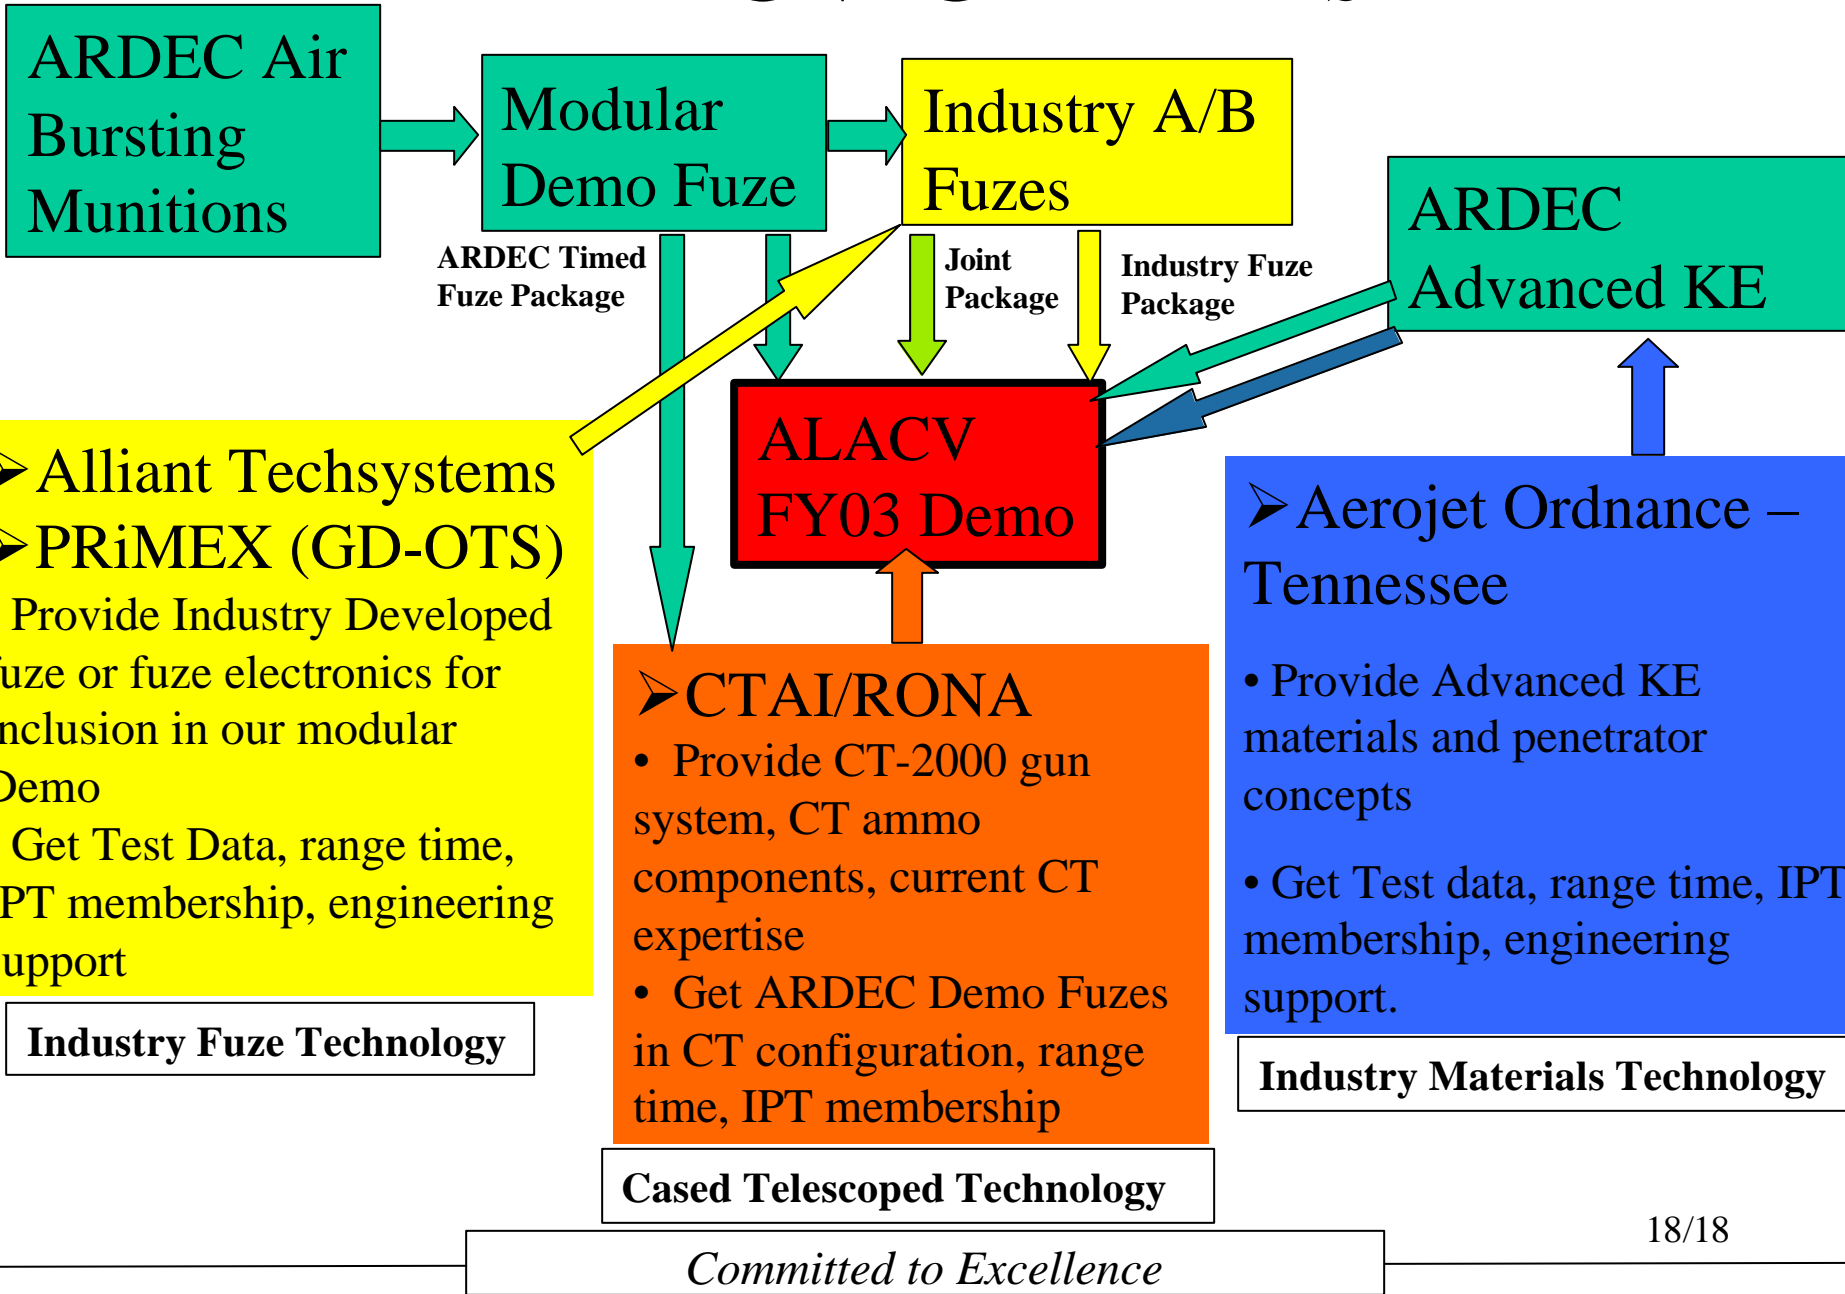 ARDEC Air
Bursting
Munitions
Modular
Demo Fuze
Industry A/B
Fuzes
ARDEC
Advanced KE
ARDEC Timed
Fuze Package
Joint
Package
Industry Fuze
Package
ALACV
FY03 Demo
➢Alliant Techsystems
➢PRiMEX (GD-OTS)
Provide Industry Developed
uze or fuze electronics for
nclusion in our modular
Demo
Get Test Data, range time,
PT membership, engineering
upport
Industry Fuze Technology
➢CTAI/RONA
• Provide CT-2000 gun
system, CT ammo
components, current CT
expertise
• Get ARDEC Demo Fuzes
in CT configuration, range
time, IPT membership
Cased Telescoped Technology
➢Aerojet Ordnance –
Tennessee
• Provide Advanced KE
materials and penetrator
concepts
• Get Test data, range time, IPT
membership, engineering
support.
Industry Materials Technology
18/18
Committed to Excellence